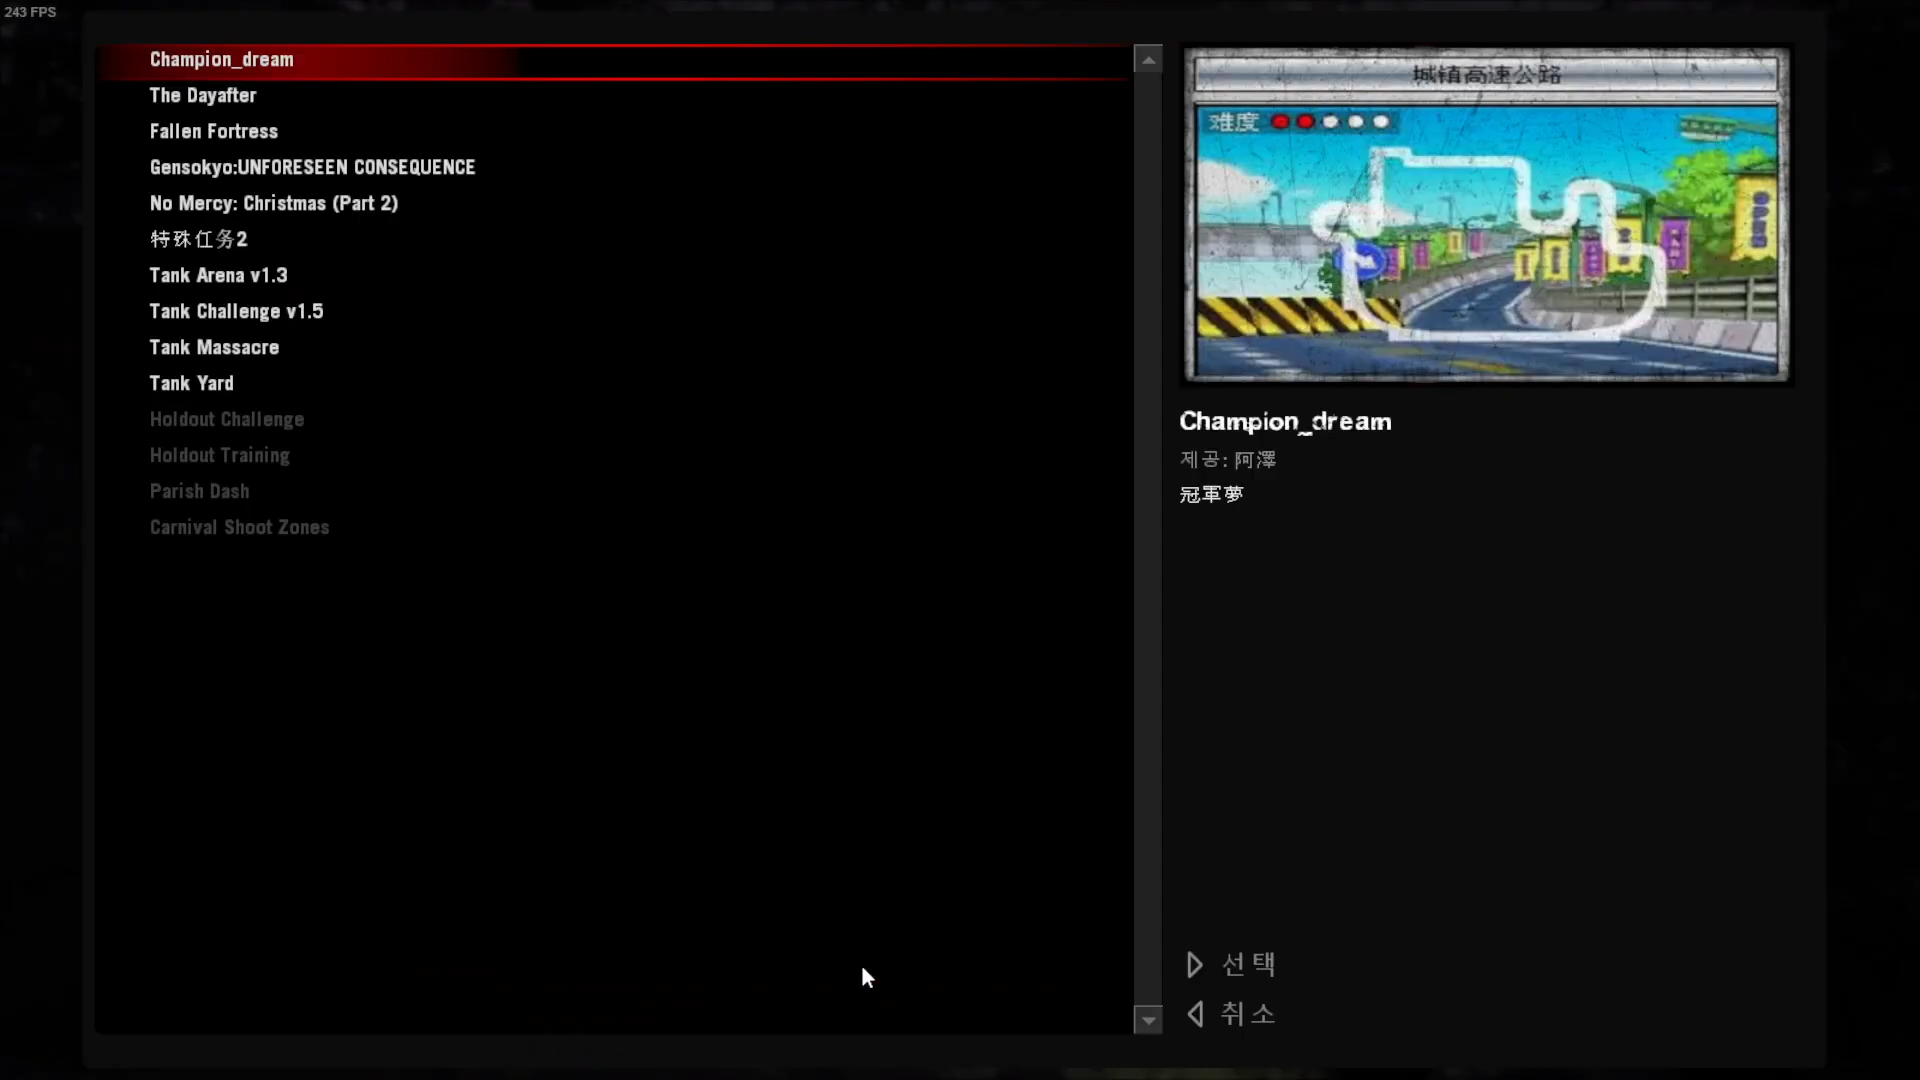 243 FPS
Champion_dream
The Dayafter
Fallen Fortress
Gensokyo:UNFORESEEN CONSEQUENCE
No Mercy: Christmas (Part 2)
特殊任务2
Tank Arena v1.3
Tank Challenge v1.5
Tank Massacre
Tank Yard
Holdout Challenge
Holdout Training
Parish Dash
Carnival Shoot Zones
城镇高速公路
难度
Champion_dream
제공: 阿澤
冠軍夢
선택
취소